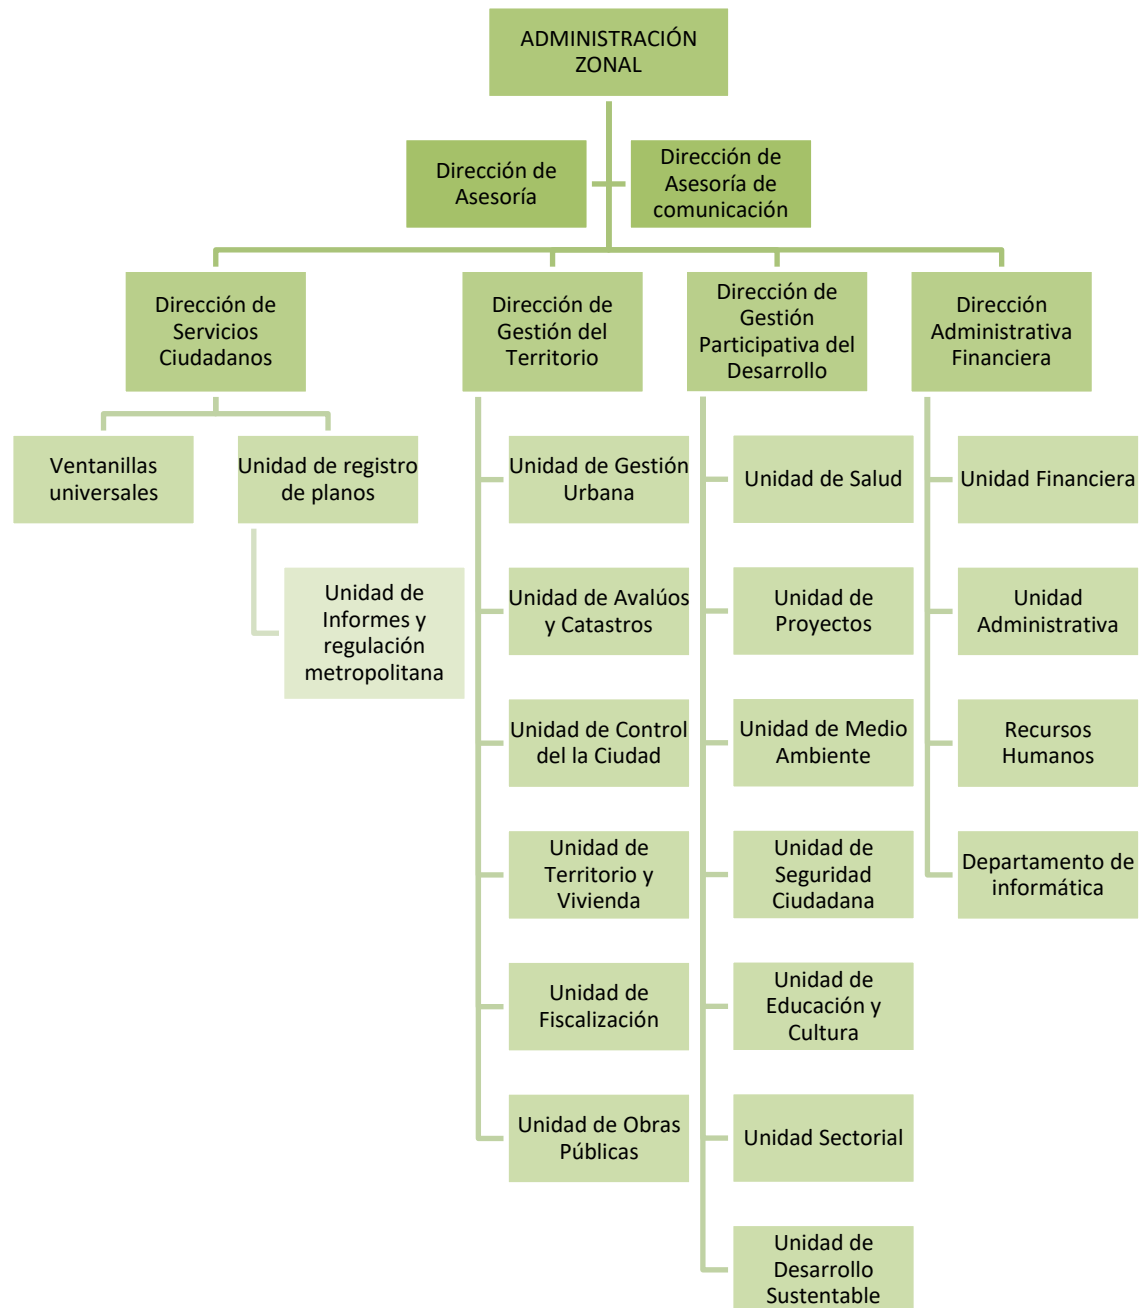 ADMINISTRACIÓN
ZONAL
Dirección de
Asesoría
Dirección de
Asesoría de
comunicación
Dirección de
Servicios
Ciudadanos
Dirección de
Gestión del
Territorio
Dirección de
Gestión
Participativa del
Desarrollo
Dirección
Administrativa
Financiera
Ventanillas
universales
Unidad de registro
de planos
Unidad de
Informes y
regulación
metropolitana
Unidad de Gestión
Urbana
Unidad de Avalúos
y Catastros
Unidad de Control
del la Ciudad
Unidad de
Territorio y
Vivienda
Unidad de
Fiscalización
Unidad de Obras
Públicas
Unidad de Salud
Unidad de
Proyectos
Unidad de Medio
Ambiente
Unidad de
Seguridad
Ciudadana
Unidad de
Educación y
Cultura
Unidad Sectorial
Unidad de
Desarrollo
Sustentable
Unidad Financiera
Unidad
Administrativa
Recursos
Humanos
Departamento de
informática